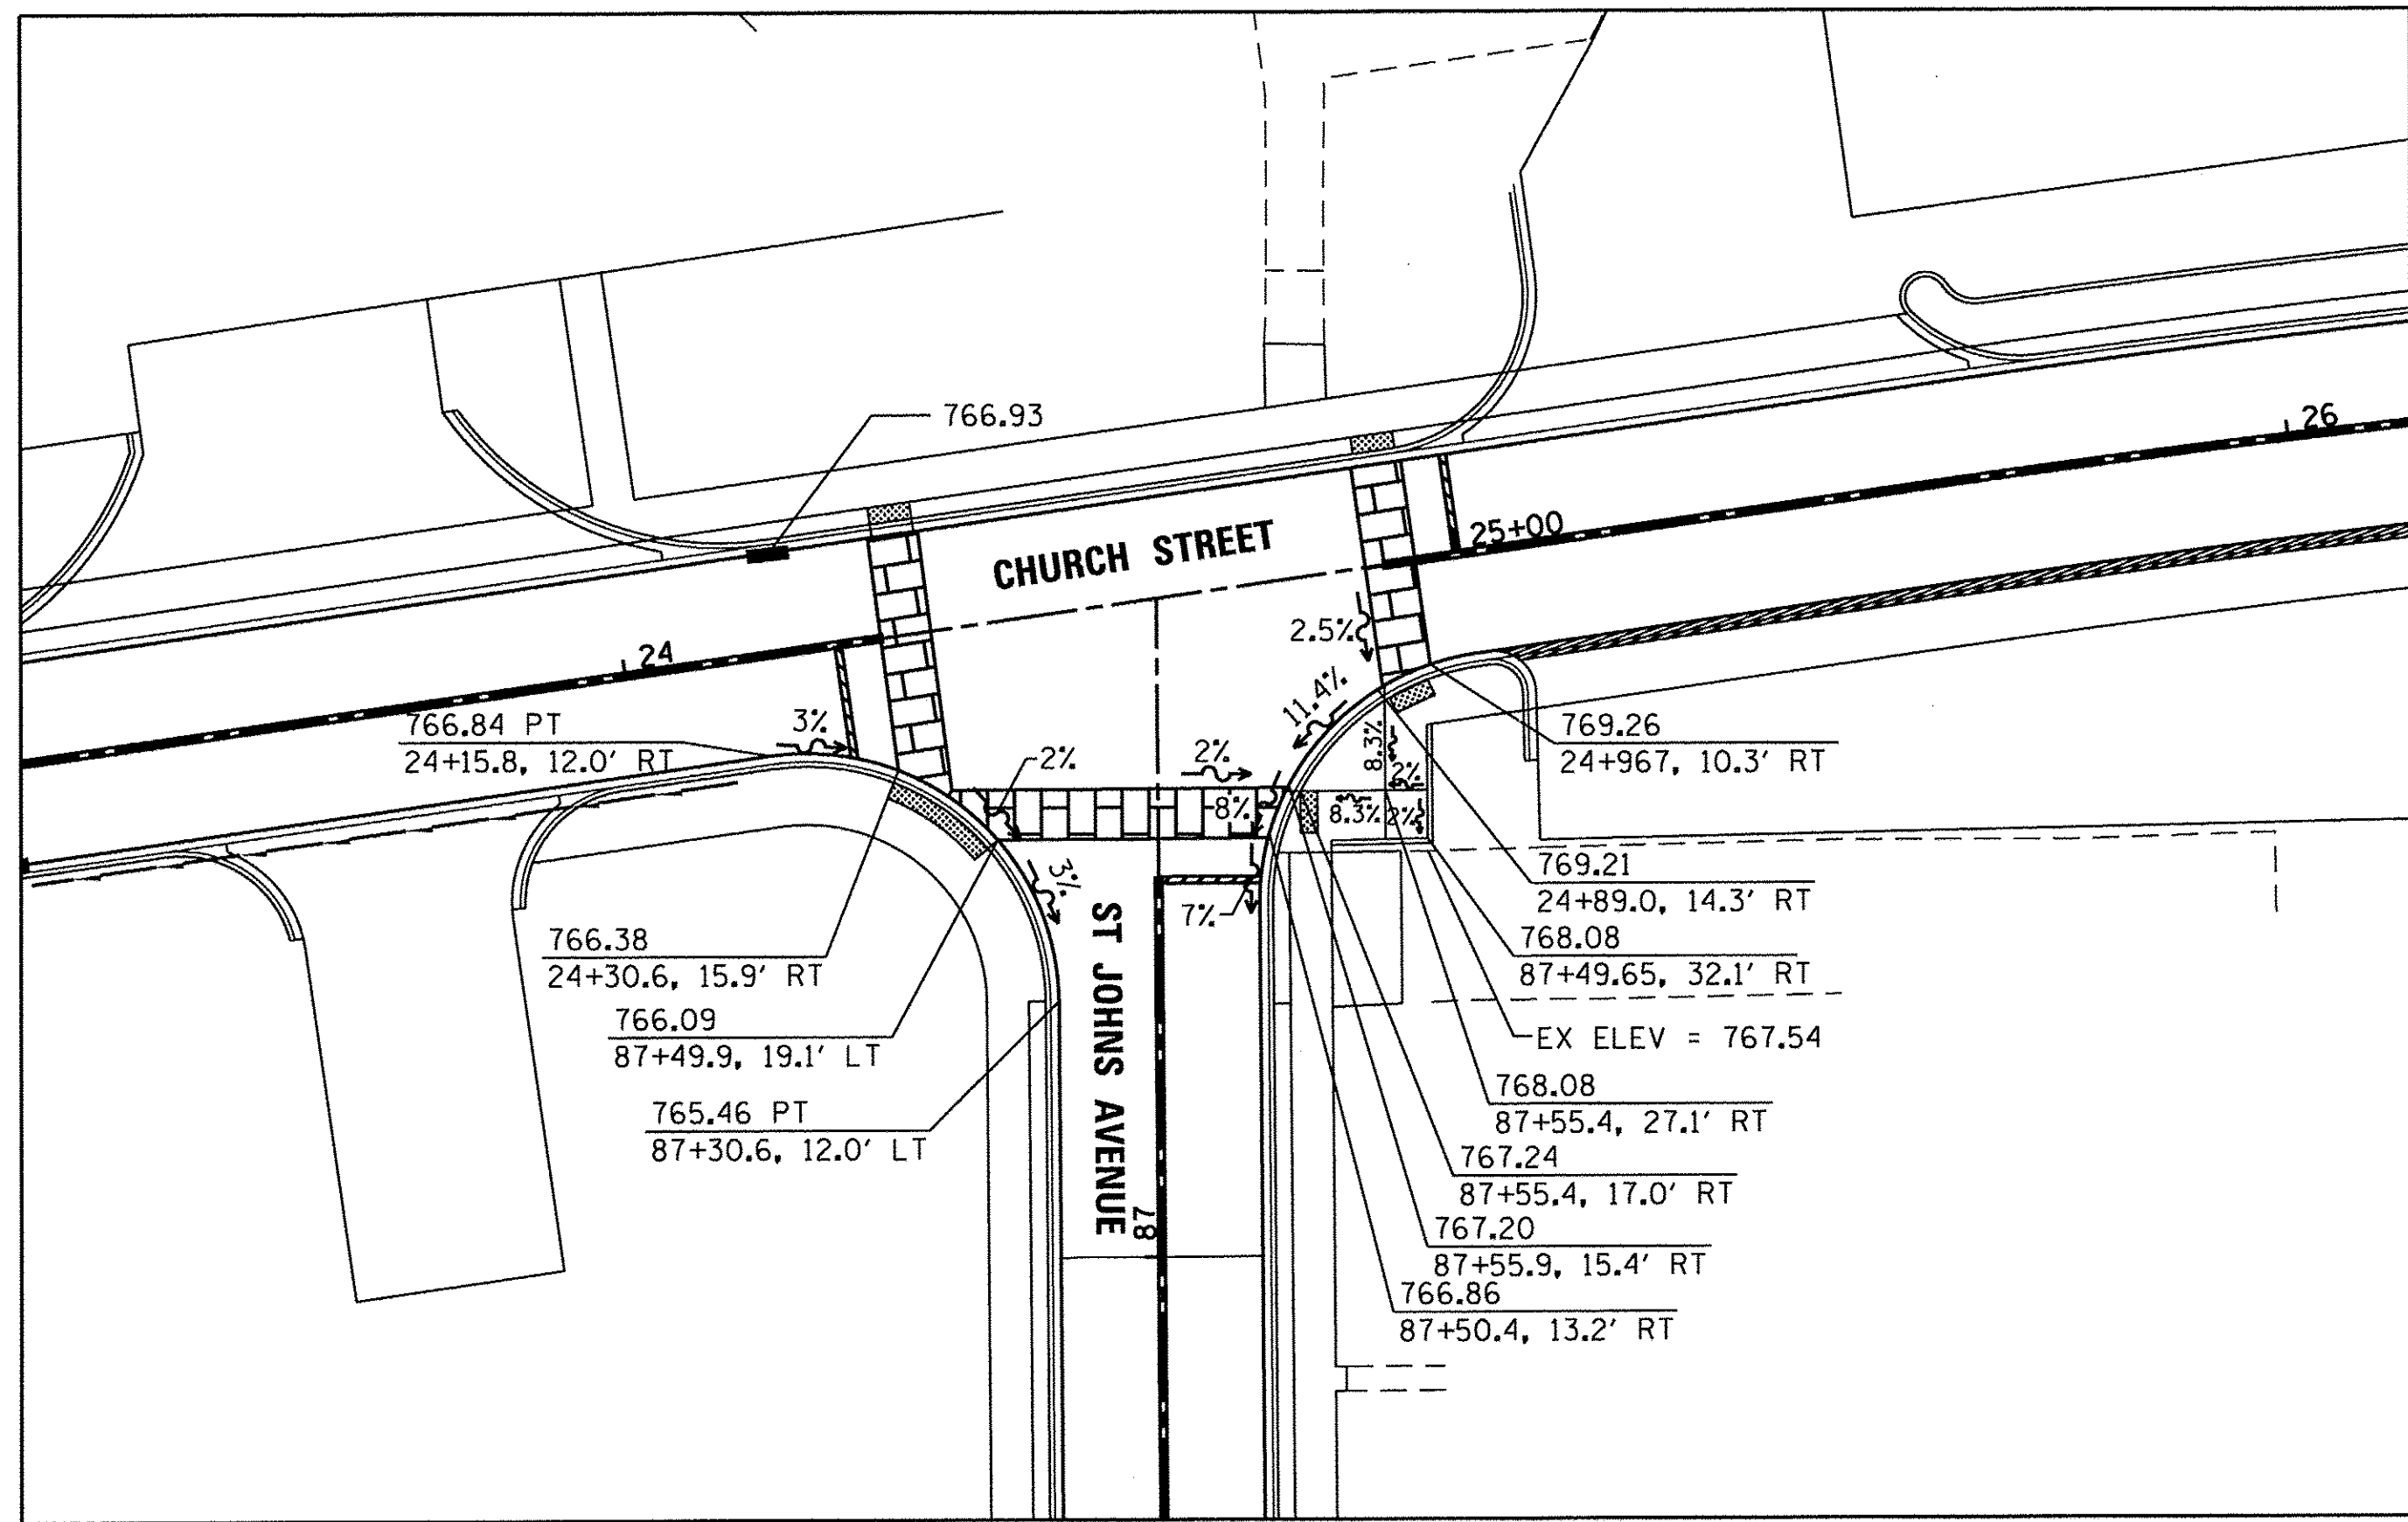 766.93
26
CHURCH STREET
25+00
24
2.5%
11.4%
766.84 PT
24+15.8, 12.0' RT
3%
2%
2%
8%
8.3%
2%
8.3%
2%
769.26
24+967, 10.3' RT
3%
7%
769.21
24+89.0, 14.3' RT
ST JOHNS AVENUE
766.38
24+30.6, 15.9' RT
768.08
87+49.65, 32.1' RT
766.09
87+49.9, 19.1' LT
EX ELEV = 767.54
765.46 PT
87+30.6, 12.0' LT
768.08
87+55.4, 27.1' RT
767.24
87+55.4, 17.0' RT
87
767.20
87+55.9, 15.4' RT
766.86
87+50.4, 13.2' RT